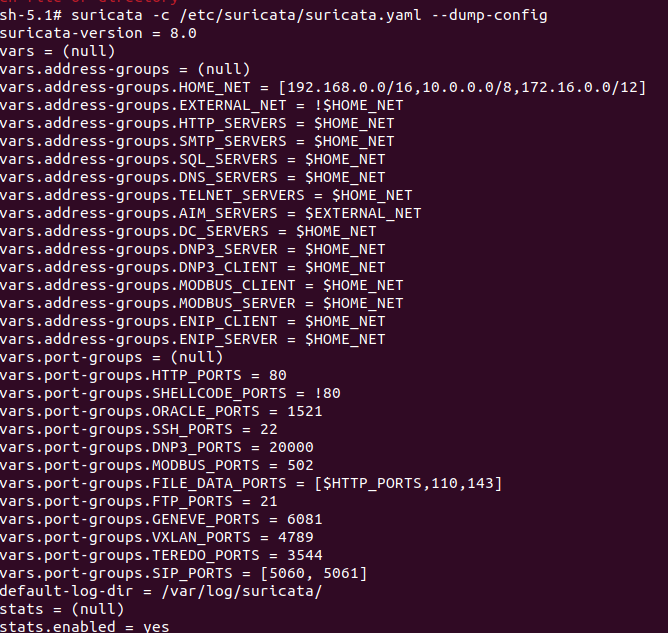 ch file or directory
sh-5.1# suricata -c /etc/suricata/suricata.yaml --dump-config
suricata-version = 8.0
vars = (null)
vars.address-groups = (null)
vars.address-groups.HOME_NET = [192.168.0.0/16,10.0.0.0/8,172.16.0.0/12]
vars.address-groups.EXTERNAL_NET = !$HOME_NET
vars.address-groups.HTTP_SERVERS = $HOME_NET
vars.address-groups.SMTP_SERVERS = $HOME_NET
vars.address-groups.SQL_SERVERS = $HOME_NET
vars.address-groups.DNS_SERVERS = $HOME_NET
vars.address-groups.TELNET_SERVERS = $HOME_NET
vars.address-groups.AIM_SERVERS = $EXTERNAL_NET
vars.address-groups.DC_SERVERS = $HOME_NET
vars.address-groups.DNP3_SERVER = $HOME_NET
vars.address-groups.DNP3_CLIENT = $HOME_NET
vars.address-groups.MODBUS_CLIENT = $HOME_NET
vars.address-groups.MODBUS_SERVER = $HOME_NET
vars.address-groups.ENIP_CLIENT = $HOME_NET
vars.address-groups.ENIP_SERVER = $HOME_NET
vars.port-groups = (null)
vars.port-groups.HTTP_PORTS = 80
vars.port-groups.SHELLCODE_PORTS = !80
vars.port-groups.ORACLE_PORTS = 1521
vars.port-groups.SSH_PORTS = 22
vars.port-groups.DNP3_PORTS = 20000
vars.port-groups.MODBUS_PORTS = 502
vars.port-groups.FILE_DATA_PORTS = [$HTTP_PORTS,110,143]
vars.port-groups.FTP_PORTS = 21
vars.port-groups.GENEVE_PORTS = 6081
vars.port-groups.VXLAN_PORTS = 4789
vars.port-groups.TEREDO_PORTS = 3544
vars.port-groups.SIP_PORTS = [5060, 5061]
default-log-dir = /var/log/suricata/
stats = (null)
stats.enabled = yes